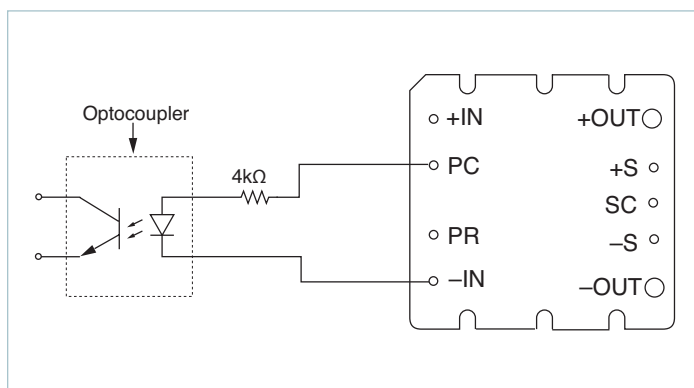 Optocoupler
4kΩ
+IN
PC
PR
–IN
+OUT
+S
SC
–S
–OUT